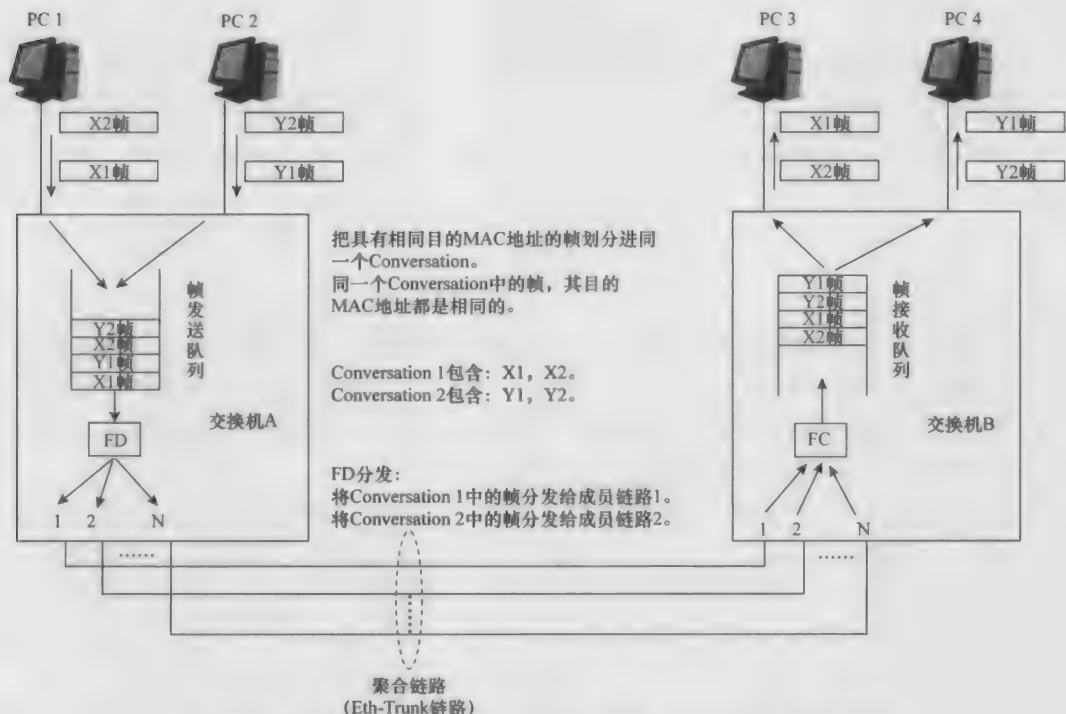 PC 1
PC 2
PC 3
PC 4
X2帧
Y2帧
X1帧
Y1帧
X1帧
Y1帧
X2帧
Y2帧
把具有相同目的MAC地址的帧划分进同
一个Conversation。
同一个Conversation中的帧，其目的
MAC地址都是相同的。
帧发送队列
Y2帧
X2帧
Y1帧
X1帧
Y1帧
Y2帧
X1帧
X2帧
帧接收队列
Conversation 1包含：X1，X2。
Conversation 2包含：Y1，Y2。
交换机A
FD
FC
交换机B
FD分发：
将Conversation 1中的帧分发给成员链路1。
将Conversation 2中的帧分发给成员链路2。
1 2 N
1 2 N
……
……
聚合链路
(Eth-Trunk链路)